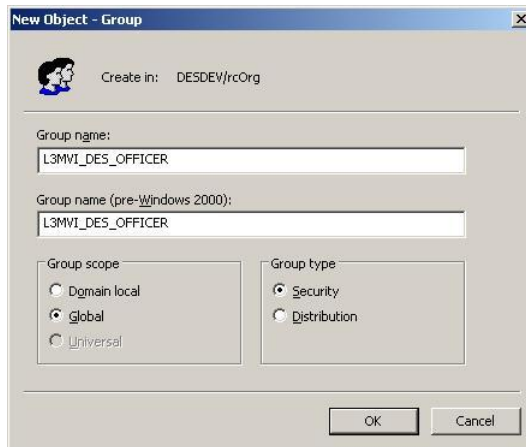 New Object - Group
Create in: DESDEV/rcOrg
Group name:
L3MVI_DES_OFFICER
Group name (pre-Windows 2000):
L3MVI_DES_OFFICER
Group scope
Domain local
Global
Universal
Group type
Security
Distribution
OK
Cancel